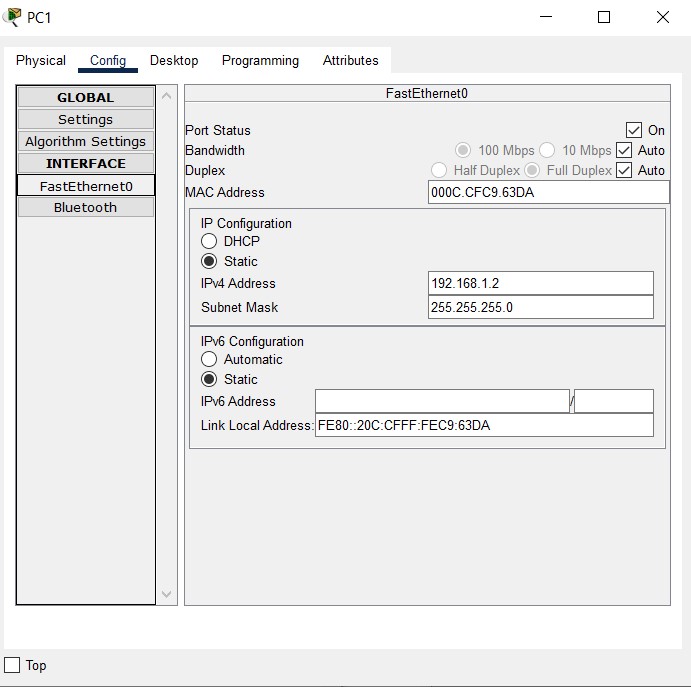 PC1
Physical Config Desktop Programming Attributes
GLOBAL
Settings
Algorithm Settings
INTERFACE
FastEthernet0
Bluetooth
FastEthernet0
Port Status On
Bandwidth 100 Mbps 10 Mbps Auto
Duplex Half Duplex Full Duplex Auto
MAC Address 000C.CFC9.63DA
IP Configuration
DHCP
Static
IPv4 Address 192.168.1.2
Subnet Mask 255.255.255.0
IPv6 Configuration
Automatic
Static
IPv6 Address /
Link Local Address: FE80::20C:CFFF:FEC9:63DA
Top